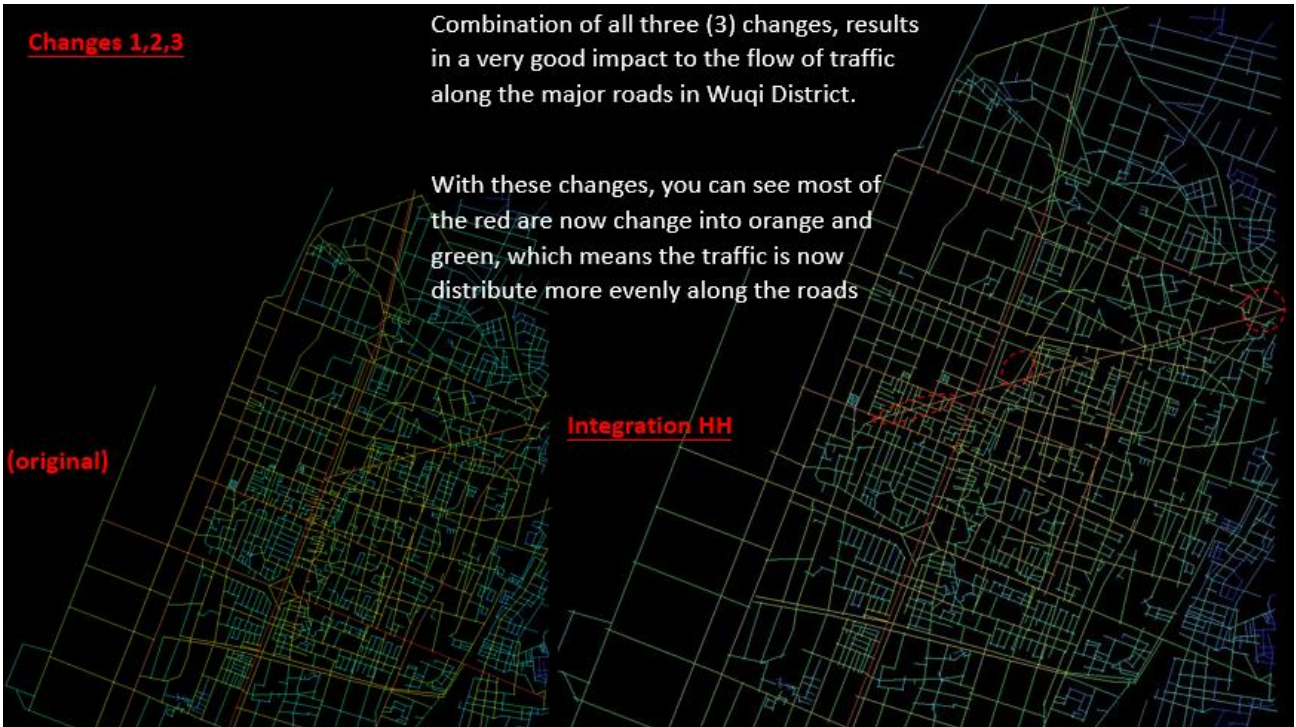 Changes 1,2,3
Combination of all three (3) changes, results
in a very good impact to the flow of traffic
along the major roads in Wuqi District.
With these changes, you can see most of
the red are now change into orange and
green, which means the traffic is now
distribute more evenly along the roads
Integration HH
(original)